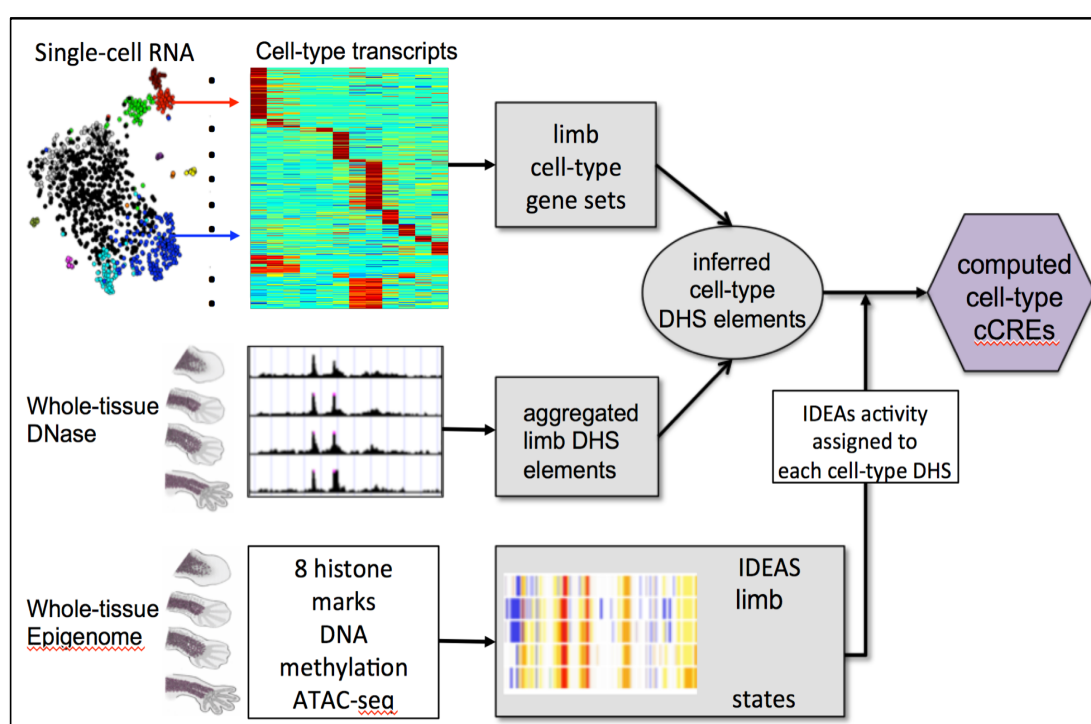 Single-cell RNA
Cell-type transcripts
limb
cell-type
gene sets
inferred
cell-type
DHS elements
computed
cell-type
cCREs
Whole-tissue
DNase
aggregated
limb DHS
elements
IDEAs activity
assigned to
each cell-type DHS
Whole-tissue
Epigenome
8 histone
marks
DNA
methylation
ATAC-seq
IDEAS
limb
states